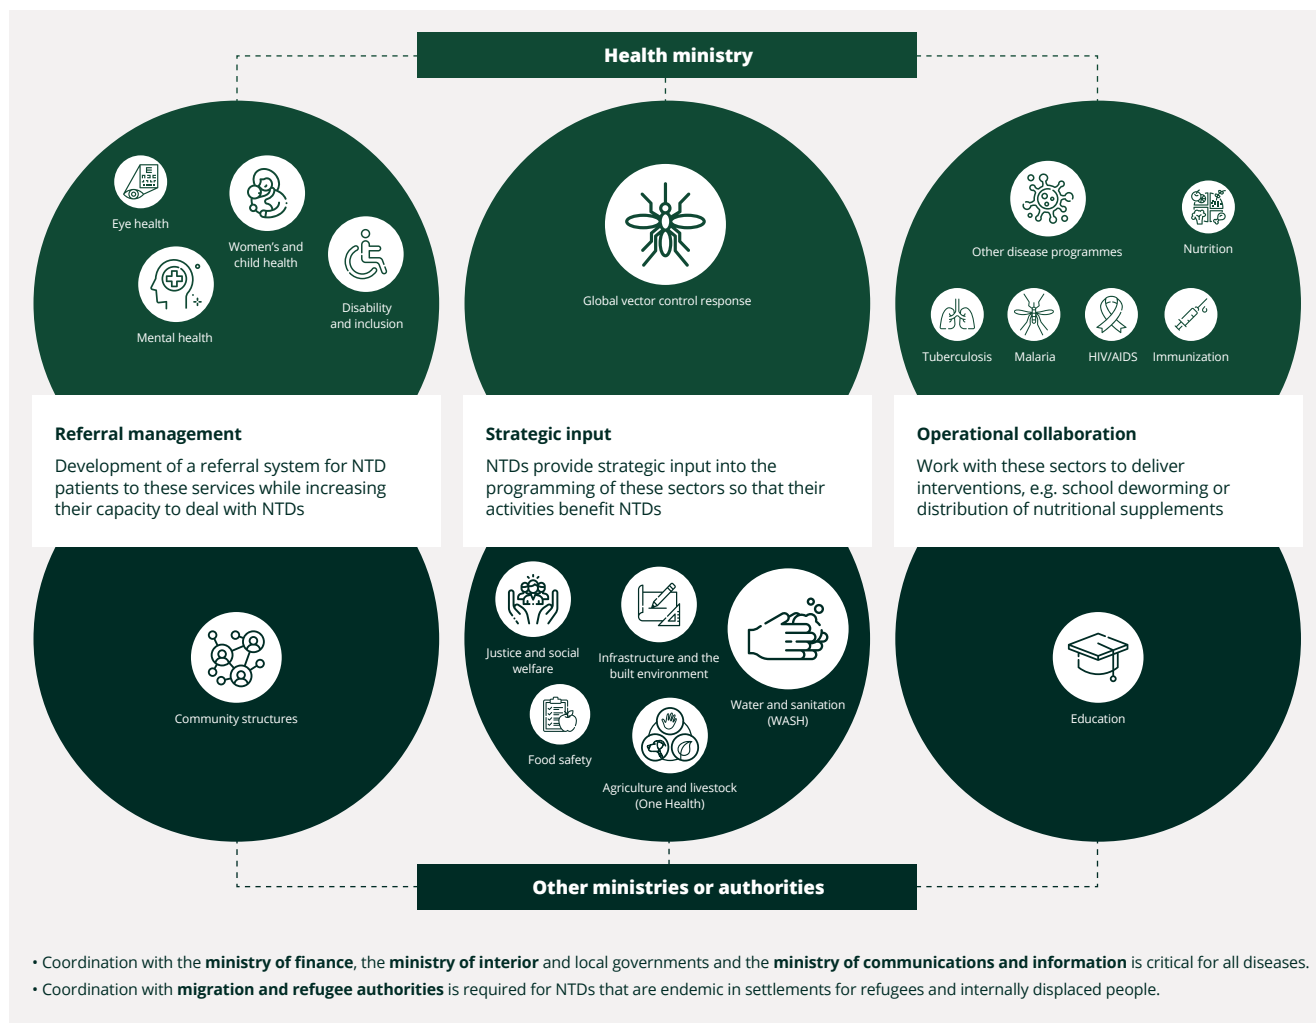 Health ministry
Eye health
Women's and
child health
Disability
and inclusion
Mental health
Global vector control response
Other disease programmes
Nutrition
Tuberculosis
Malaria
HIV/AIDS
Immunization
Referral management
Development of a referral system for NTD
patients to these services while increasing
their capacity to deal with NTDs
Strategic input
NTDs provide strategic input into the
programming of these sectors so that their
activities benefit NTDs
Operational collaboration
Work with these sectors to deliver
interventions, e.g. school deworming or
distribution of nutritional supplements
Community structures
Justice and social
welfare
Infrastructure and the
built environment
Water and sanitation
(WASH)
Food safety
Agriculture and livestock
(One Health)
Education
Other ministries or authorities
• Coordination with the ministry of finance, the ministry of interior and local governments and the ministry of communications and information is critical for all diseases.
• Coordination with migration and refugee authorities is required for NTDs that are endemic in settlements for refugees and internally displaced people.